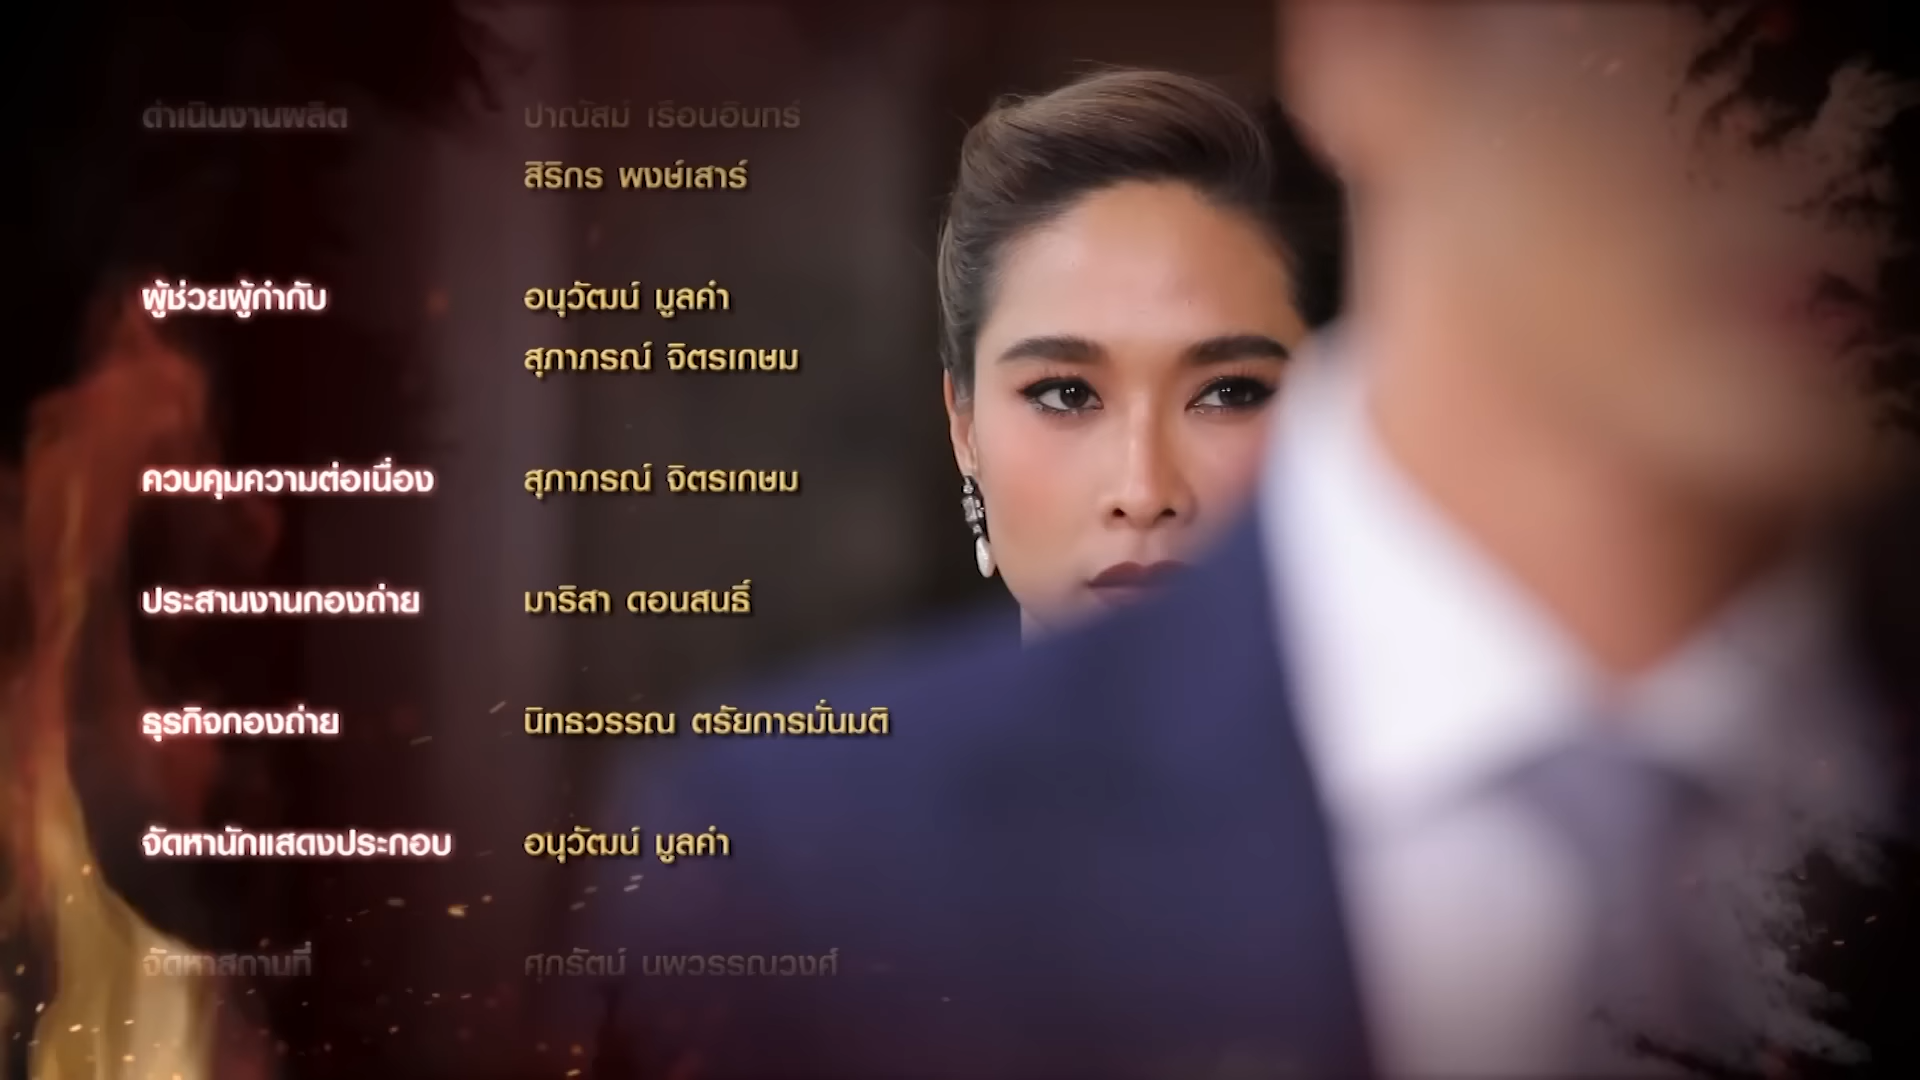 ดำเนินงานผลิต ปาณัสม์ เรือนอินทร์
สิริกร พงษ์เสาร์
ผู้ช่วยผู้กำกับ อนุวัฒน์ มูลคำ
สุภาภรณ์ จิตรเกษม
ควบคุมความต่อเนื่อง สุภาภรณ์ จิตรเกษม
ประสานงานกองถ่าย มาริสา ดอนสนธิ์
ธุรกิจกองถ่าย นิทธวรรณ ตรัยการมั่นมติ
จัดหานักแสดงประกอบ อนุวัฒน์ มูลคำ
จัดหาสถานที่ ศุภรัตน์ นพวรรณวงศ์